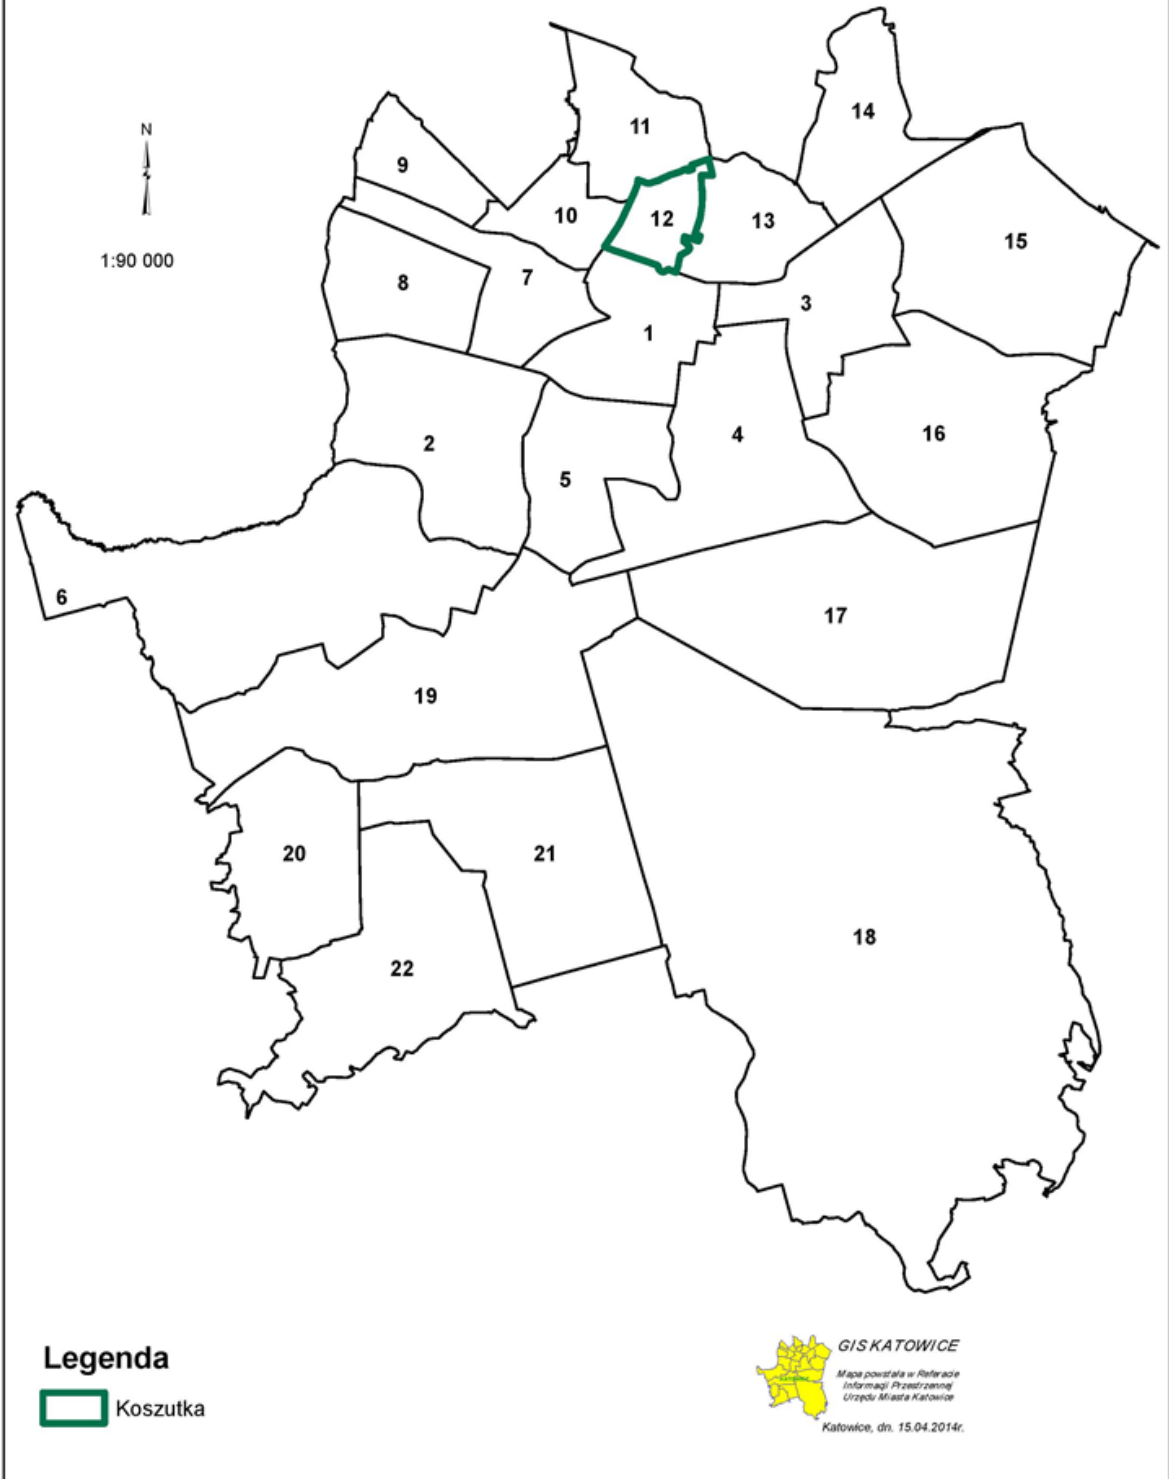 14
11
N
9
10
12
13
15
1:90 000
7
8
3
1
16
4
2
5
6
17
19
20
21
18
22
Legenda
Koszutka
GIS KATOWICE
Mapa powstała w Referacie
Informacji Przestrzennej
Urzędu Miasta Katowice
Katowice, dn. 15.04.2014r.